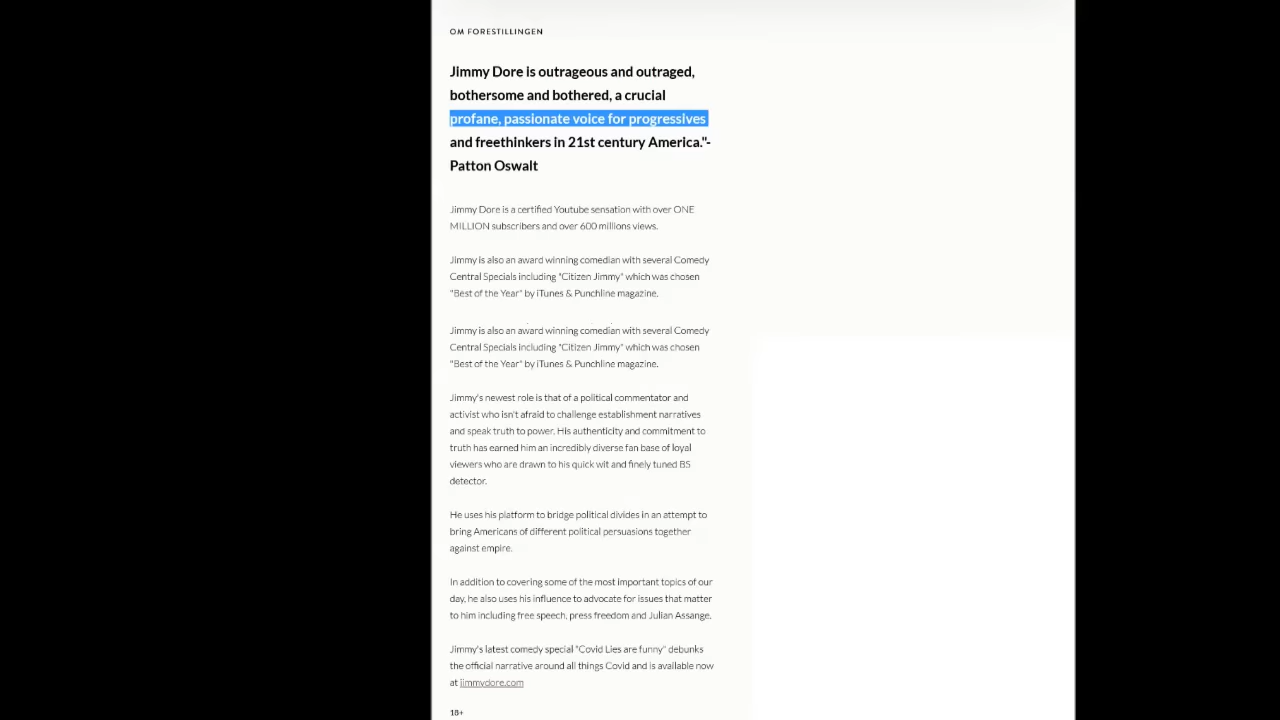 OM FORESTILLINGEN
Jimmy Dore is outrageous and outraged,
bothersome and bothered, a crucial
profane, passionate voice for progressives
and freethinkers in 21st century America."-
Patton Oswalt
Jimmy Dore is a certified Youtube sensation with over ONE
MILLION subscribers and over 600 millions views.
Jimmy is also an award winning comedian with several Comedy
Central Specials including "Citizen Jimmy" which was chosen
"Best of the Year" by iTunes & Punchline magazine.
Jimmy is also an award winning comedian with several Comedy
Central Specials including "Citizen Jimmy" which was chosen
"Best of the Year" by iTunes & Punchline magazine.
Jimmy's newest role is that of a political commentator and
activist who isn't afraid to challenge establishment narratives
and speak truth to power. His authenticity and commitment to
truth has earned him an incredibly diverse fan base of loyal
viewers who are drawn to his quick wit and finely tuned BS
detector.
He uses his platform to bridge political divides in an attempt to
bring Americans of different political persuasions together
against empire.
In addition to covering some of the most important topics of our
day, he also uses his influence to advocate for issues that matter
to him including free speech, press freedom and Julian Assange.
Jimmy's latest comedy special "Covid Lies are funny" debunks
the official narrative around all things Covid and is available now
at jimmydore.com
18+